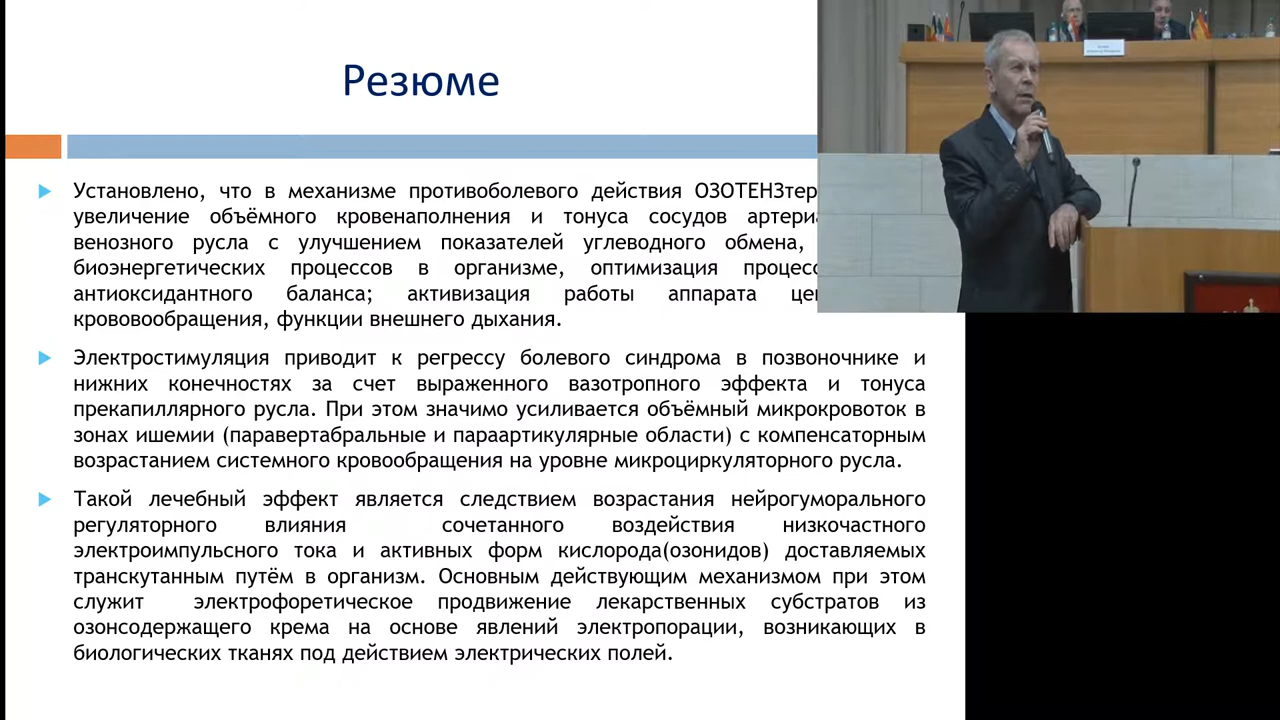 Резюме
Установлено, что в механизме противоболевого действия
увеличение объёмного кровенаполнения и тонуса сосудов
венозного русла с улучшением показателей углеводного обмена,
биоэнергетических процессов в организме, оптимизация
антиоксидантного баланса; активизация работы аппарата
крововообращения, функции внешнего дыхания.
Электростимуляция приводит к регрессу болевого синдрома в позвоночнике и
нижних конечностях за счет выраженного вазотропного эффекта и тонуса
прекапиллярного русла. При этом значимо усиливается объёмный микрокровоток в
зонах ишемии (паравертабральные и параартикулярные области) с компенсаторным
возрастанием системного кровообращения на уровне микроциркуляторного русла.
Такой лечебный эффект является следствием возрастания нейрогуморального
регуляторного влияния сочетанного воздействия низкочастного
электроимпульсного тока и активных форм кислорода(озонидов) доставляемых
транскутанным путём в организм. Основным действующим механизмом при этом
служит электрофоретическое продвижение лекарственных субстратов из
озонсодержащего крема на основе явлений электропорации, возникающих в
биологических тканях под действием электрических полей.